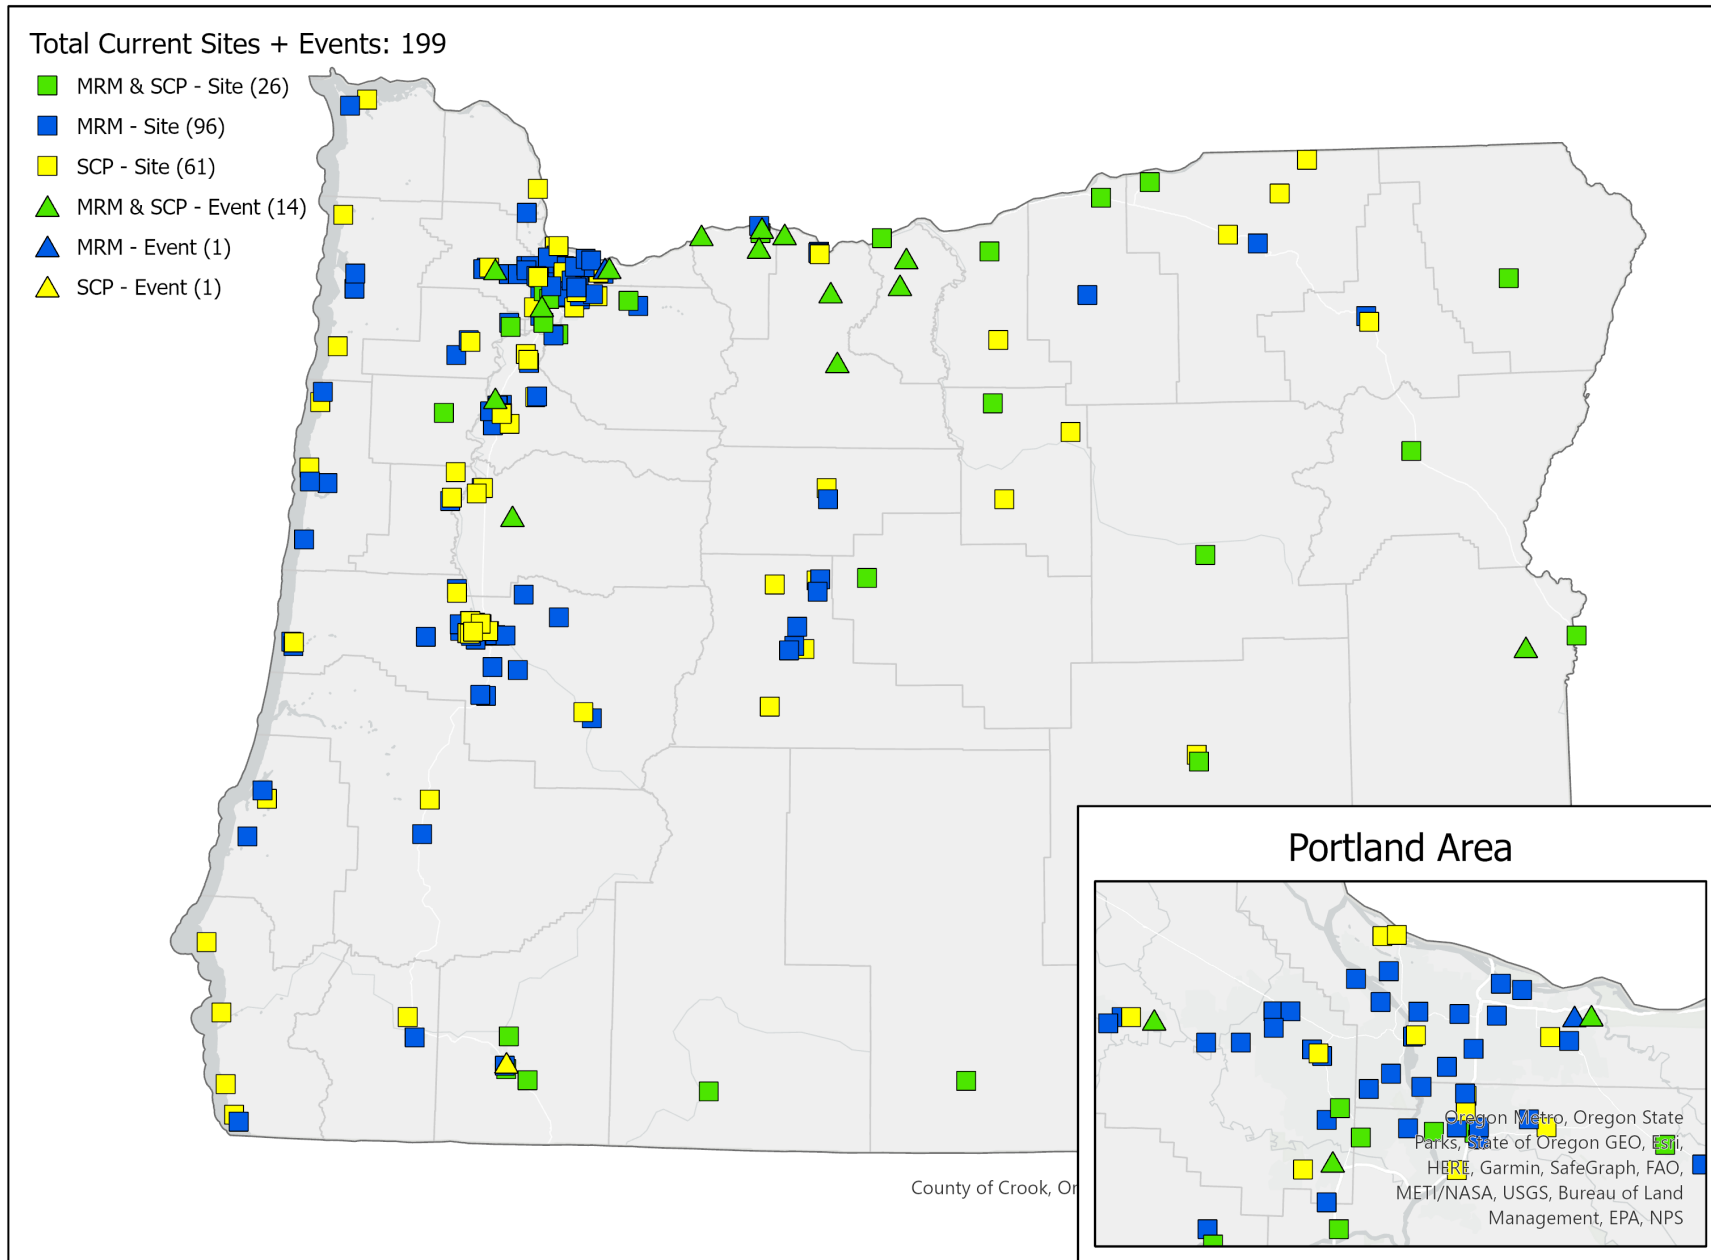 Total Current Sites + Events: 199
MRM & SCP - Site (26)
MRM - Site (96)
SCP - Site (61)
MRM & SCP - Event (14)
MRM - Event (1)
SCP - Event (1)
Portland Area
Oregon Metro, Oregon State
Parks, State of Oregon GEO, Esri,
HERE, Garmin, SafeGraph, FAO,
METI/NASA, USGS, Bureau of Land
Management, EPA, NPS
County of Crook, Or